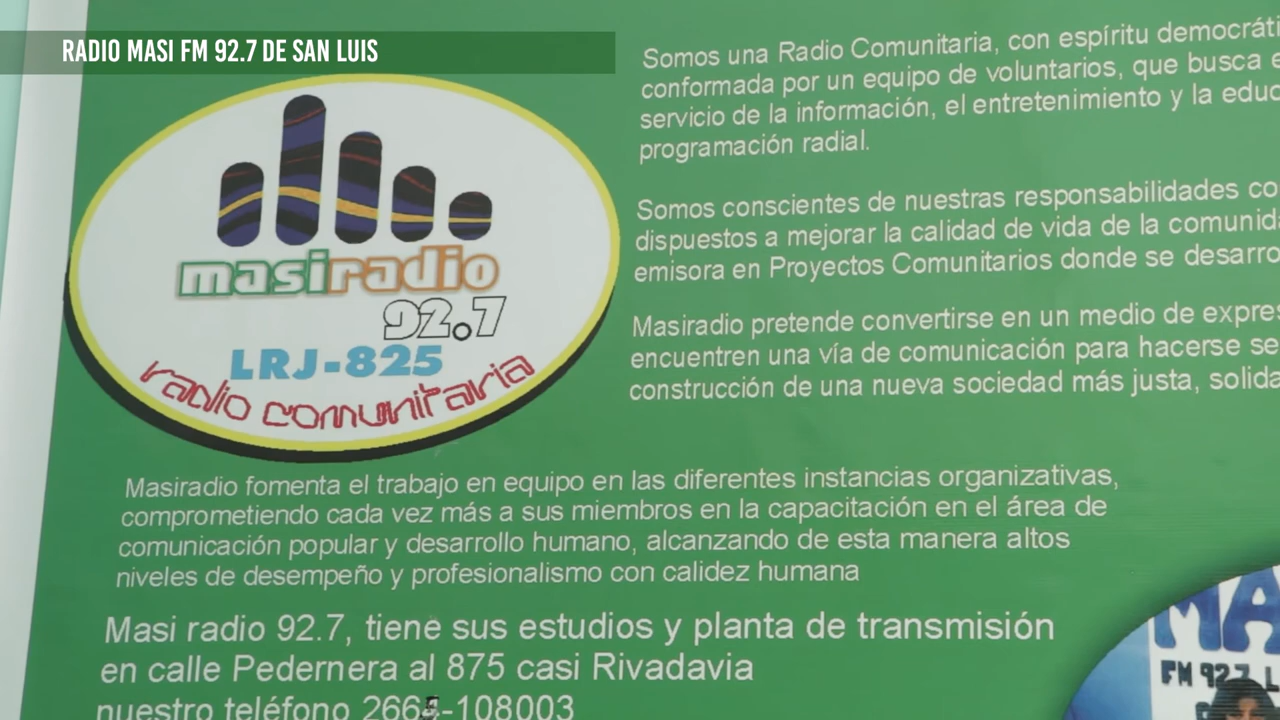 RADIO MASI FM 92.7 DE SAN LUIS
masiradio
92.7
LRJ-825
radio comunitaria
Somos una Radio Comunitaria, con espíritu democráti
conformada por un equipo de voluntarios, que busca e
servicio de la información, el entretenimiento y la educ
programación radial.
Somos conscientes de nuestras responsabilidades co
dispuestos a mejorar la calidad de vida de la comunida
emisora en Proyectos Comunitarios donde se desarro
Masiradio pretende convertirse en un medio de expres
encuentren una vía de comunicación para hacerse se
construcción de una nueva sociedad más justa, solida
Masiradio fomenta el trabajo en equipo en las diferentes instancias organizativas,
comprometiendo cada vez más a sus miembros en la capacitación en el área de
comunicación popular y desarrollo humano, alcanzando de esta manera altos
niveles de desempeño y profesionalismo con calidez humana
Masi radio 92.7, tiene sus estudios y planta de transmisión
en calle Pedernera al 875 casi Rivadavia
nuestro teléfono
MA
FM 92.7 L